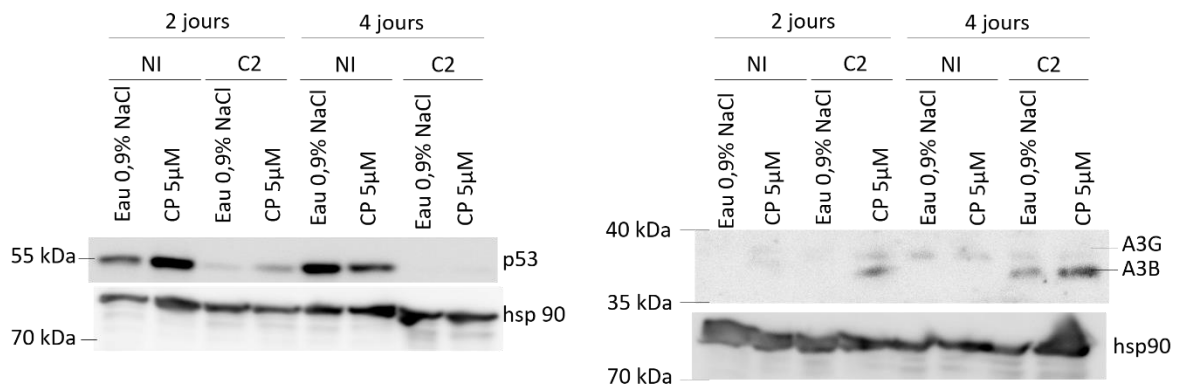 2 jours
4 jours
NI
C2
NI
C2
Eau 0,9% NaCl
CP 5µM
Eau 0,9% NaCl
CP 5µM
Eau 0,9% NaCl
CP 5µM
Eau 0,9% NaCl
CP 5µM
55 kDa
p53
hsp 90
70 kDa
2 jours
4 jours
NI
C2
NI
C2
Eau 0,9% NaCl
CP 5µM
Eau 0,9% NaCl
CP 5µM
Eau 0,9% NaCl
CP 5µM
Eau 0,9% NaCl
CP 5µM
40 kDa
A3G
A3B
35 kDa
hsp90
70 kDa